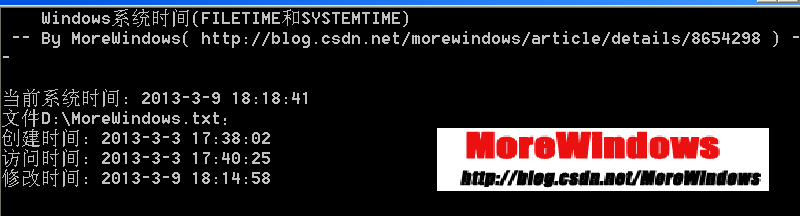 Windows系统时间(FILETIME和SYSTEMTIME)
-- By MoreWindows( http://blog.csdn.net/morewindows/article/details/8654298 ) -
-
当前系统时间: 2013-3-9 18:18:41
文件D:\MoreWindows.txt:
创建时间: 2013-3-3 17:38:02
访问时间: 2013-3-3 17:40:25
修改时间: 2013-3-9 18:14:58
MoreWindows
http://blog.csdn.net/MoreWindows